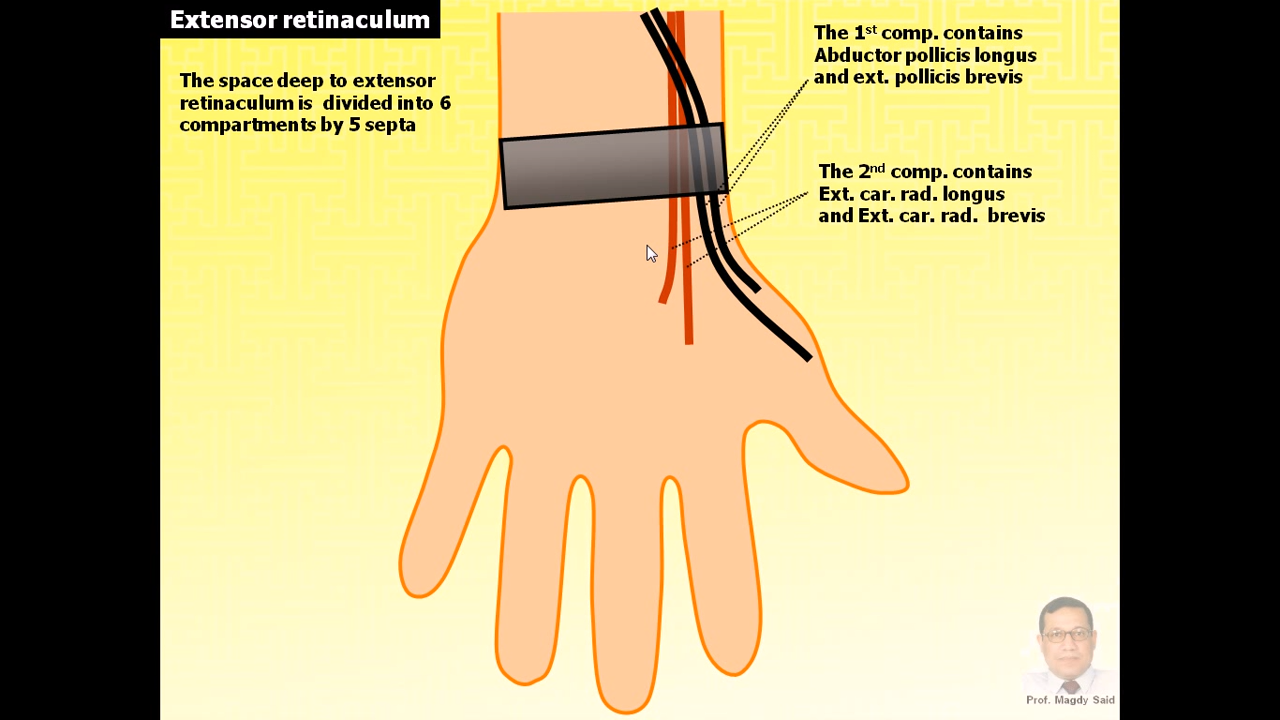 Extensor retinaculum
The space deep to extensor
retinaculum is divided into 6
compartments by 5 septa
The 1st comp. contains
Abductor pollicis longus
and ext. pollicis brevis
The 2nd comp. contains
Ext. car. rad. longus
and Ext. car. rad. brevis
Prof. Magdy Said